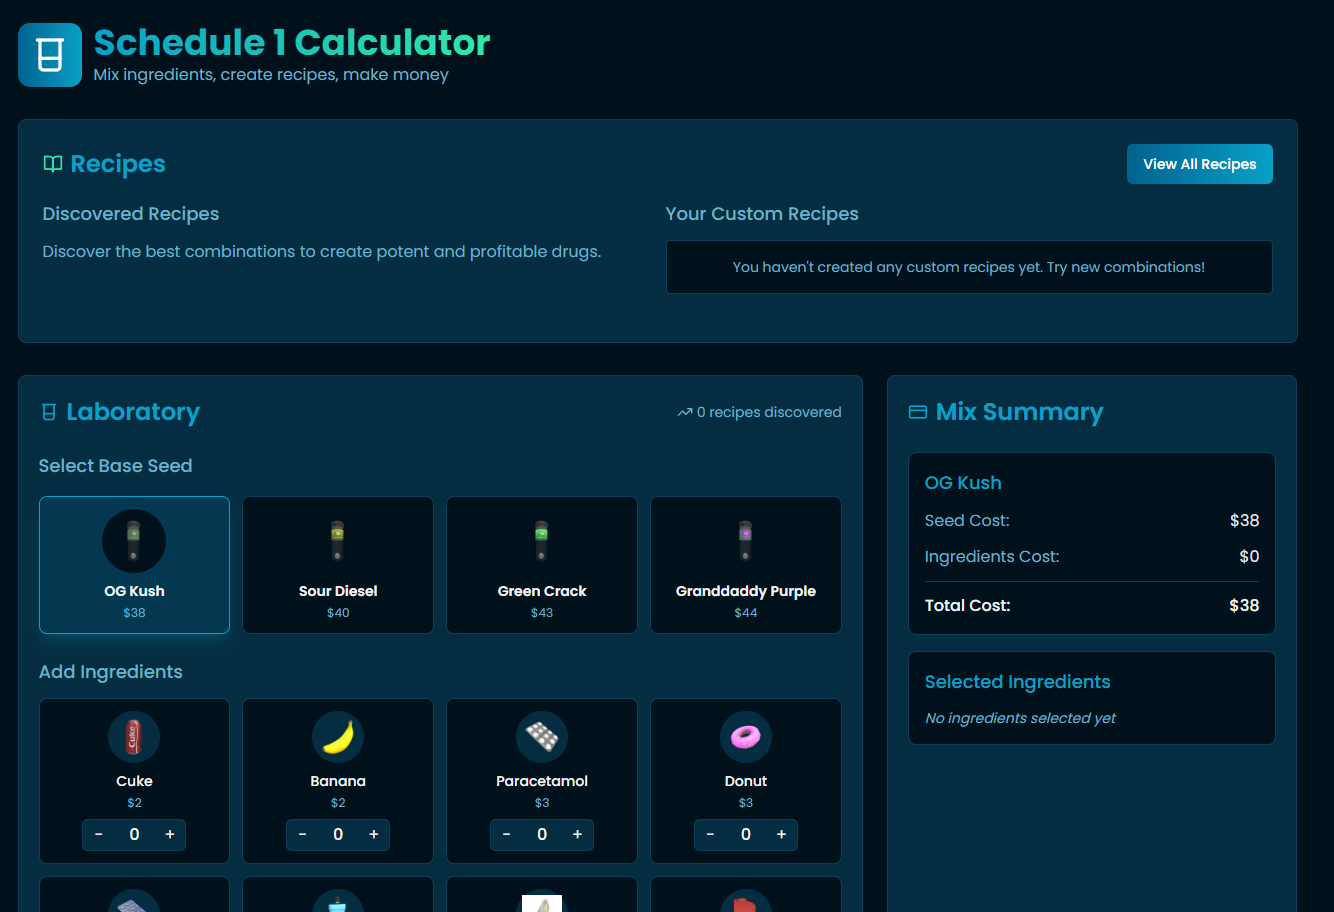 Schedule 1 Calculator
Mix ingredients, create recipes, make money
Recipes
View All Recipes
Discovered Recipes
Discover the best combinations to create potent and profitable drugs.
Your Custom Recipes
You haven't created any custom recipes yet. Try new combinations!
Laboratory
0 recipes discovered
Select Base Seed
OG Kush
$38
Sour Diesel
$40
Green Crack
$43
Granddaddy Purple
$44
Add Ingredients
Cuke
Cuke
$2
- 0 +
Banana
$2
- 0 +
Paracetamol
$3
- 0 +
Donut
$3
- 0 +
Mix Summary
OG Kush
Seed Cost: $38
Ingredients Cost: $0
Total Cost: $38
Selected Ingredients
No ingredients selected yet